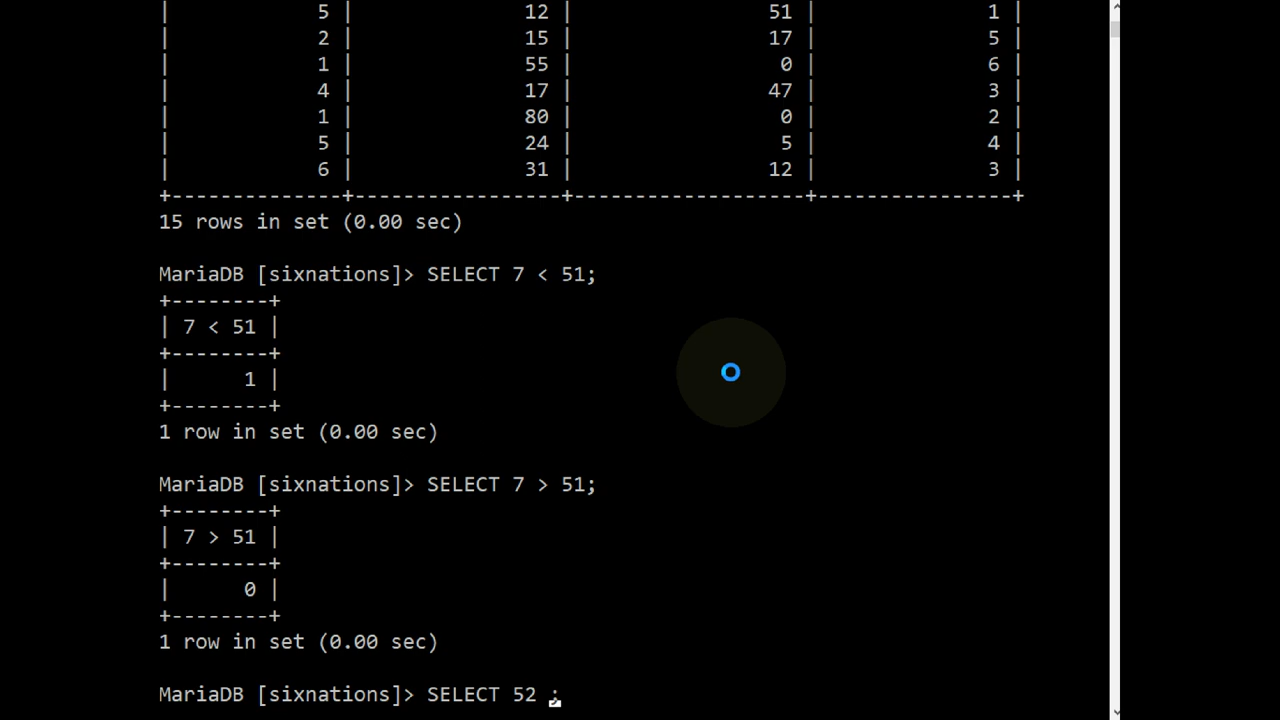 |            5 |              12 |                 51 |              1 |
|            2 |              15 |                 17 |              5 |
|            1 |              55 |                  0 |              6 |
|            4 |              17 |                 47 |              3 |
|            1 |              80 |                  0 |              2 |
|            5 |              24 |                  5 |              4 |
|            6 |              31 |                 12 |              3 |
+--------------+-----------------+-------------------+----------------+
15 rows in set (0.00 sec)
MariaDB [sixnations]> SELECT 7 < 51;
+--------+
| 7 < 51 |
+--------+
|      1 |
+--------+
1 row in set (0.00 sec)
MariaDB [sixnations]> SELECT 7 > 51;
+--------+
| 7 > 51 |
+--------+
|      0 |
+--------+
1 row in set (0.00 sec)
MariaDB [sixnations]> SELECT 52 ;